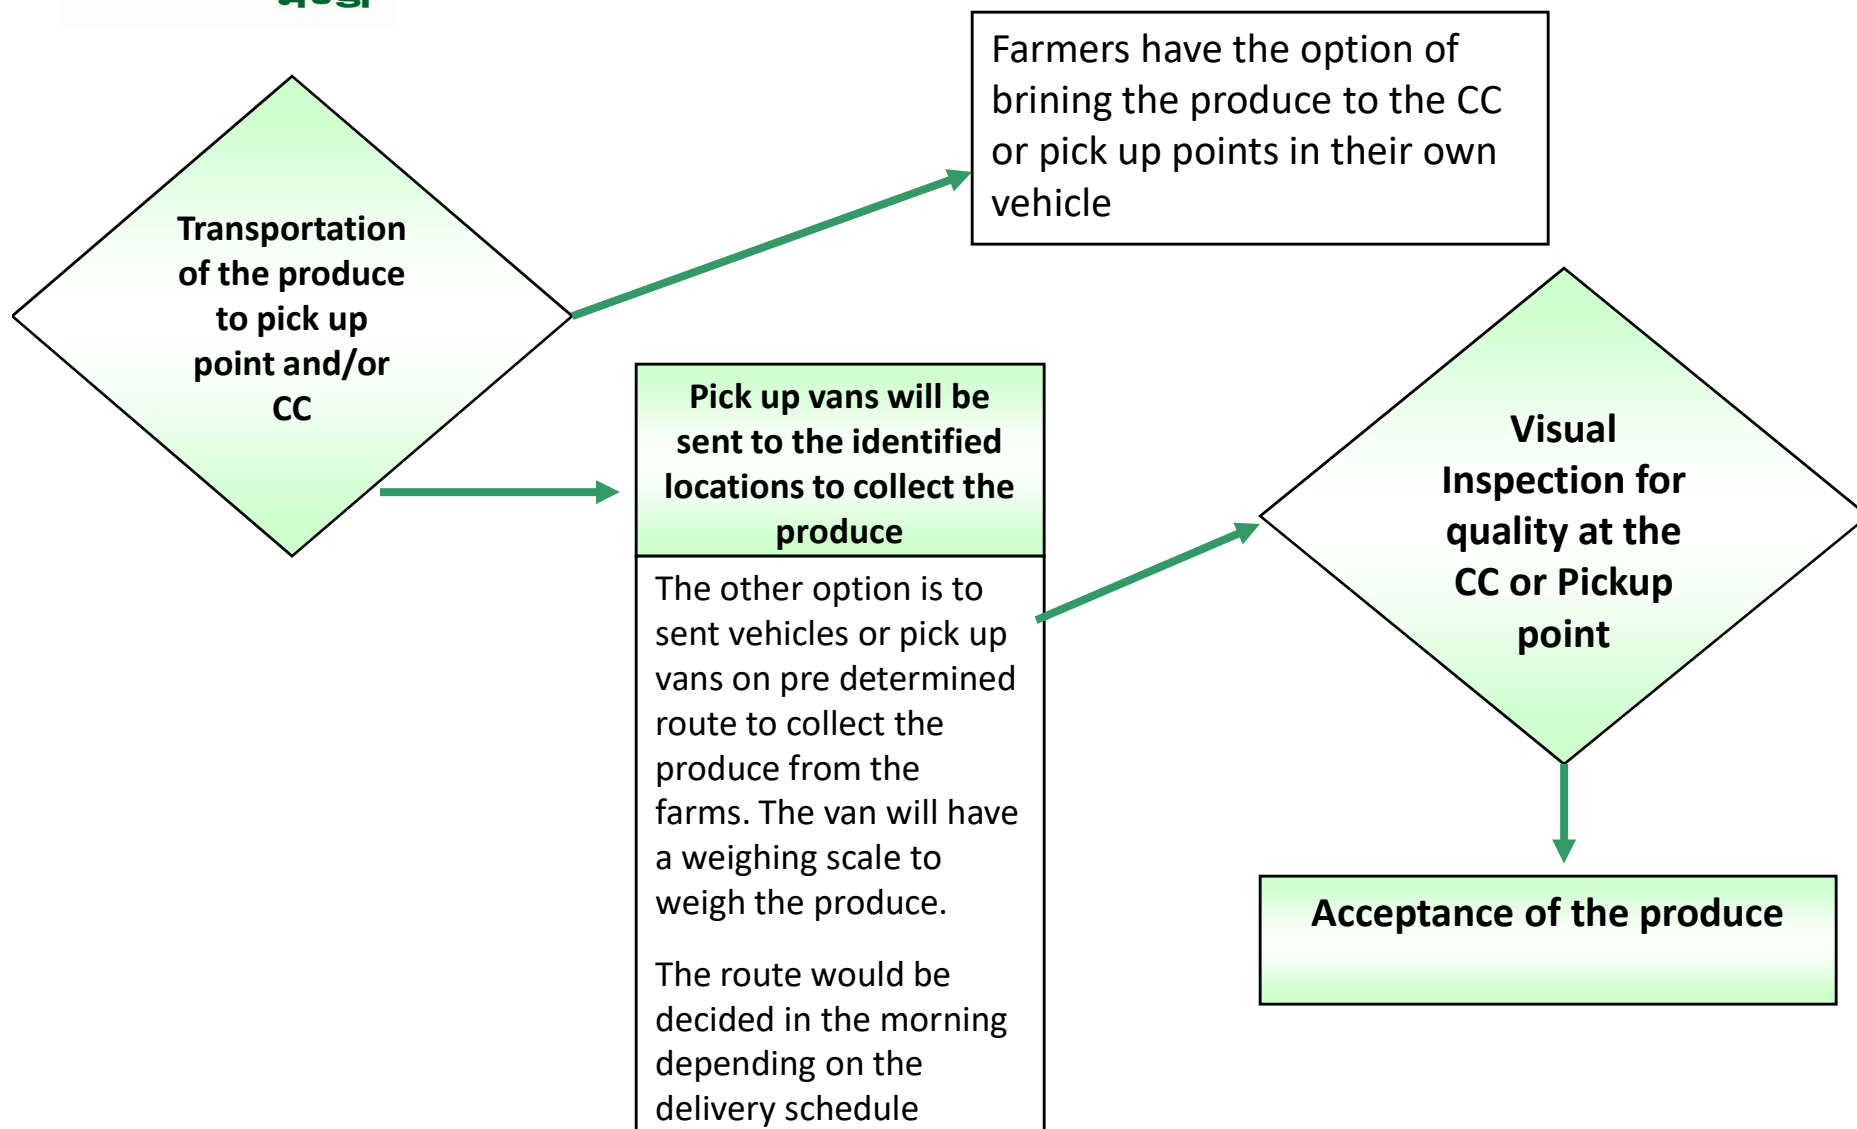 Farmers have the option of
brining the produce to the CC
or pick up points in their own
vehicle
Transportation
of the produce
to pick up
point and/or
CC
Pick up vans will be
sent to the identified
locations to collect the
produce
The other option is to
sent vehicles or pick up
vans on pre determined
route to collect the
produce from the
farms. The van will have
a weighing scale to
weigh the produce.
The route would be
decided in the morning
depending on the
delivery schedule
Visual
Inspection for
quality at the
CC or Pickup
point
Acceptance of the produce